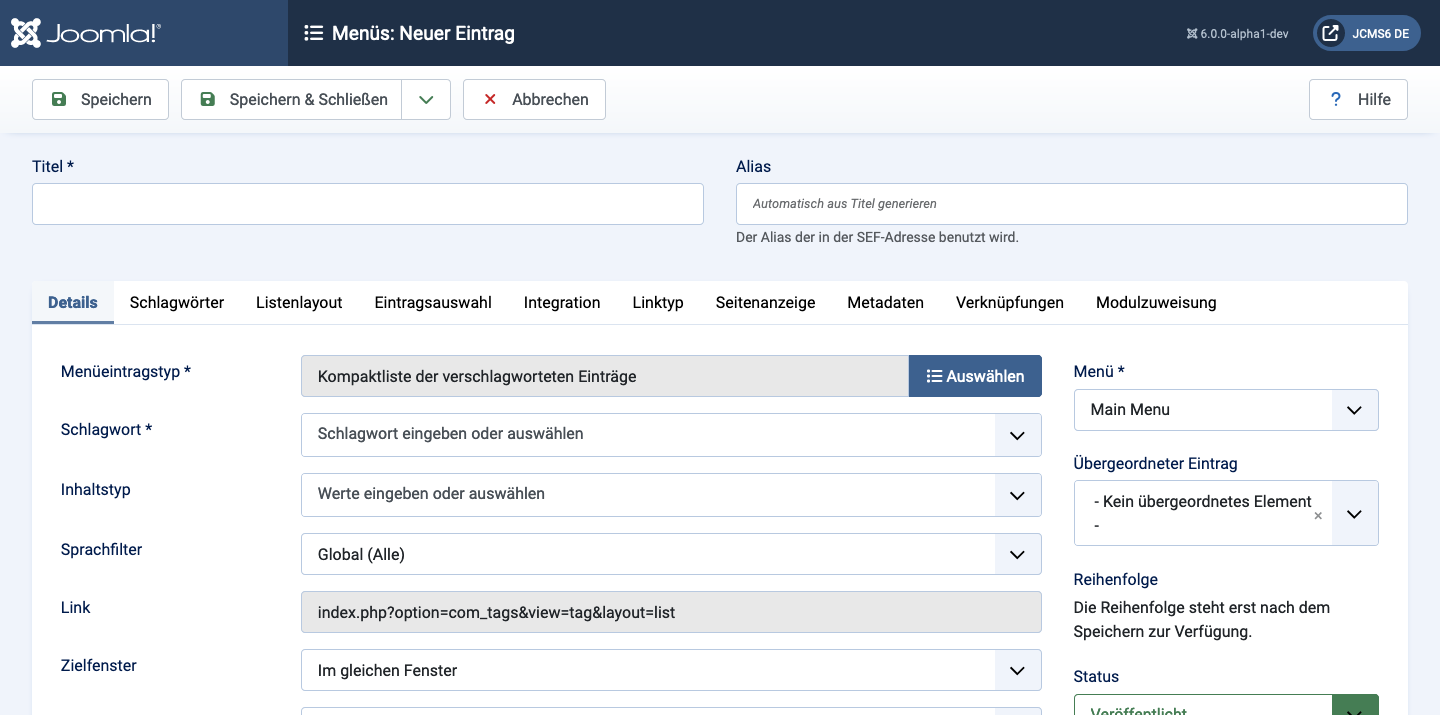 Joomla!®
Menüs: Neuer Eintrag
6.0.0-alpha1-dev
JCMS6 DE
Speichern
Speichern & Schließen
Abbrechen
? Hilfe
Titel *
Alias
Automatisch aus Titel generieren
Der Alias der in der SEF-Adresse benutzt wird.
Details
Schlagwörter
Listenlayout
Eintragsauswahl
Integration
Linktyp
Seitenanzeige
Metadaten
Verknüpfungen
Modulzuweisung
Menüeintragstyp *
Kompaktliste der verschlagworteten Einträge
Auswählen
Schlagwort *
Schlagwort eingeben oder auswählen
Inhaltstyp
Werte eingeben oder auswählen
Sprachfilter
Global (Alle)
Link
index.php?option=com_tags&view=tag&layout=list
Zielfenster
Im gleichen Fenster
Menü *
Main Menu
Übergeordneter Eintrag
- Kein übergeordnetes Element
-
×
Reihenfolge
Die Reihenfolge steht erst nach dem
Speichern zur Verfügung.
Status
Veröffentlicht